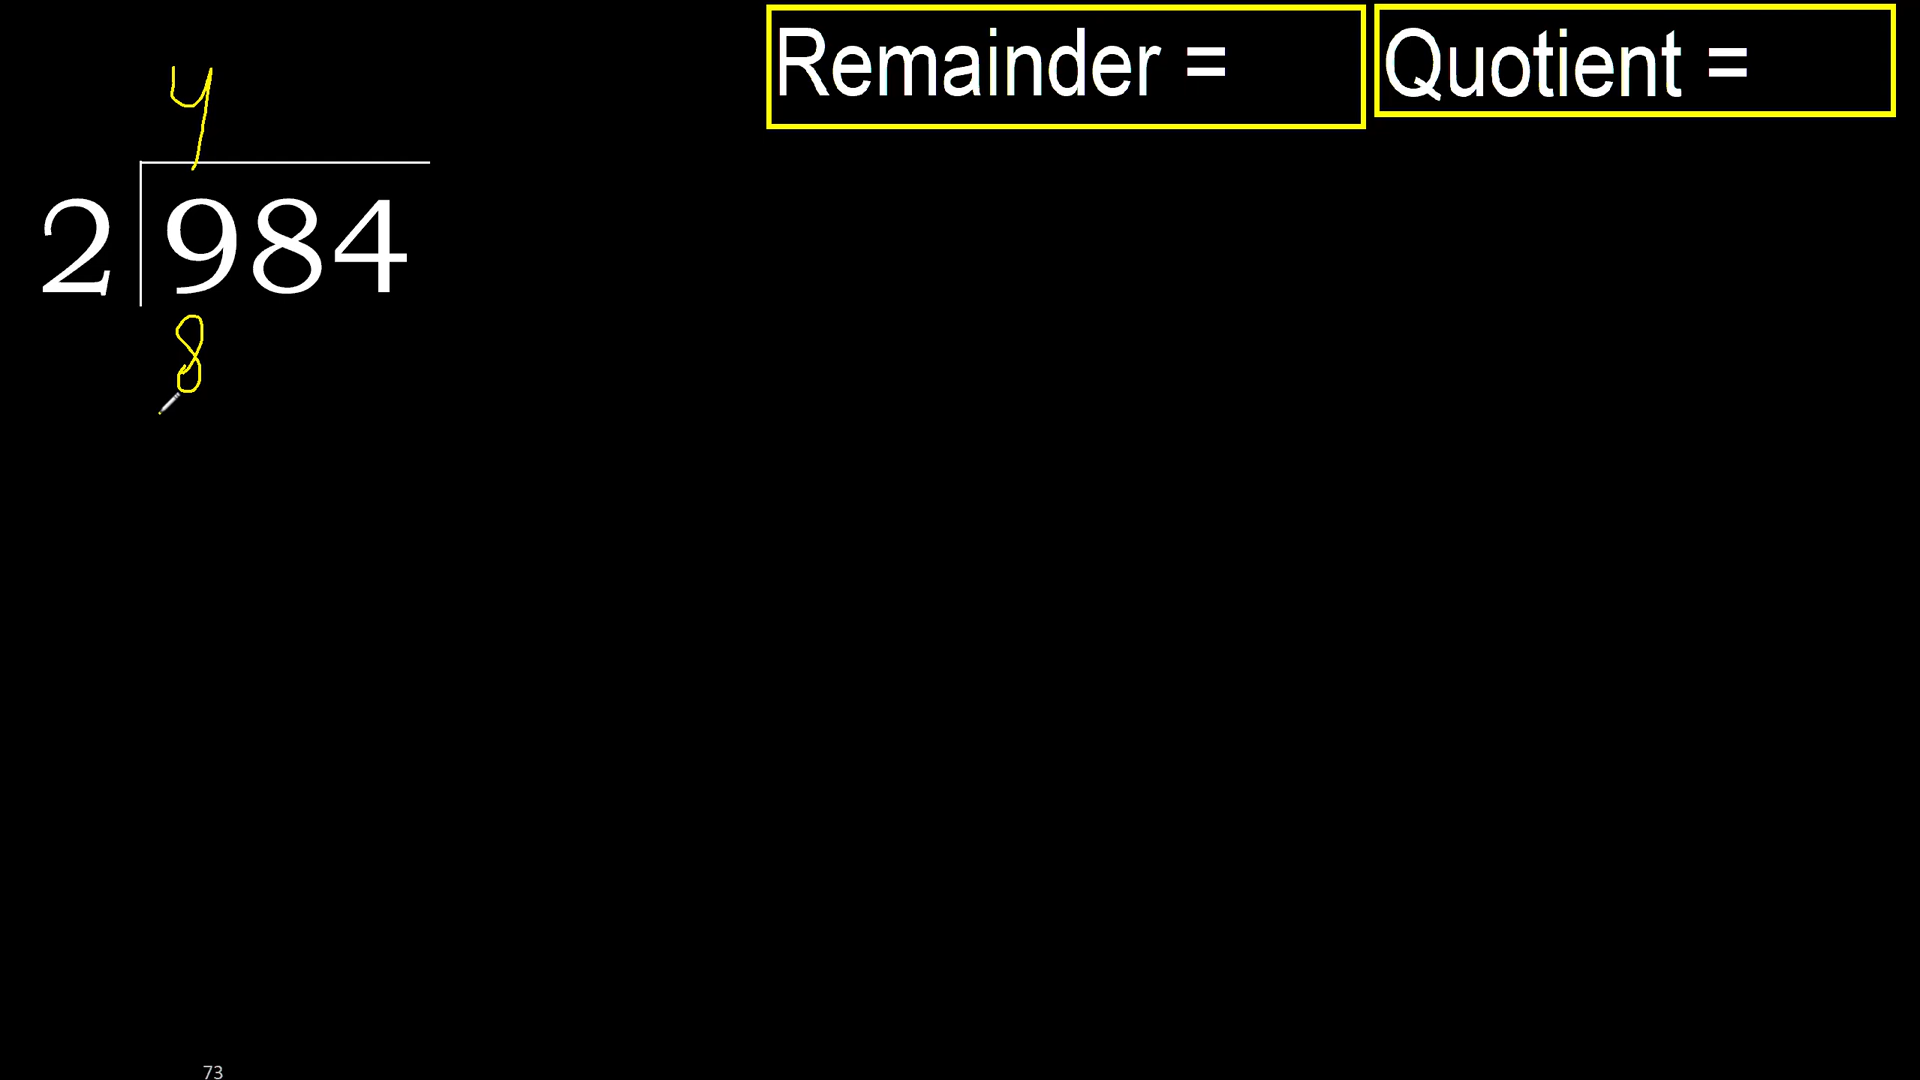 Remainder = Quotient =
4
2 984
8
73